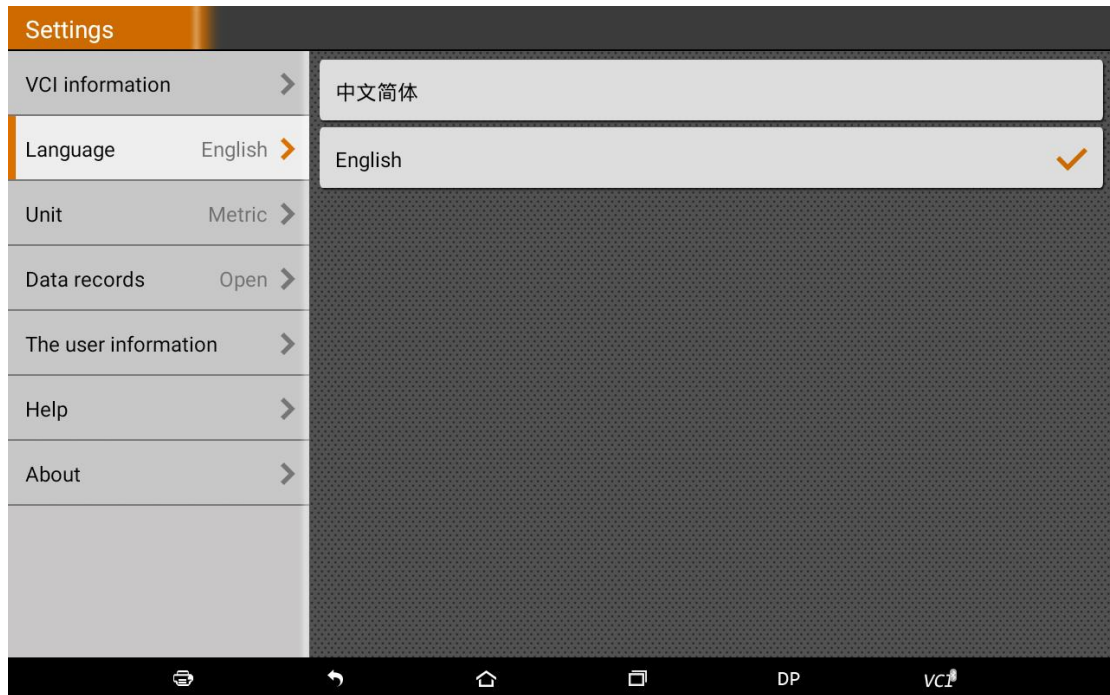 Settings
VCI information
Language English
Unit Metric
Data records Open
The user information
Help
About
中文简体
English
DP
VCI